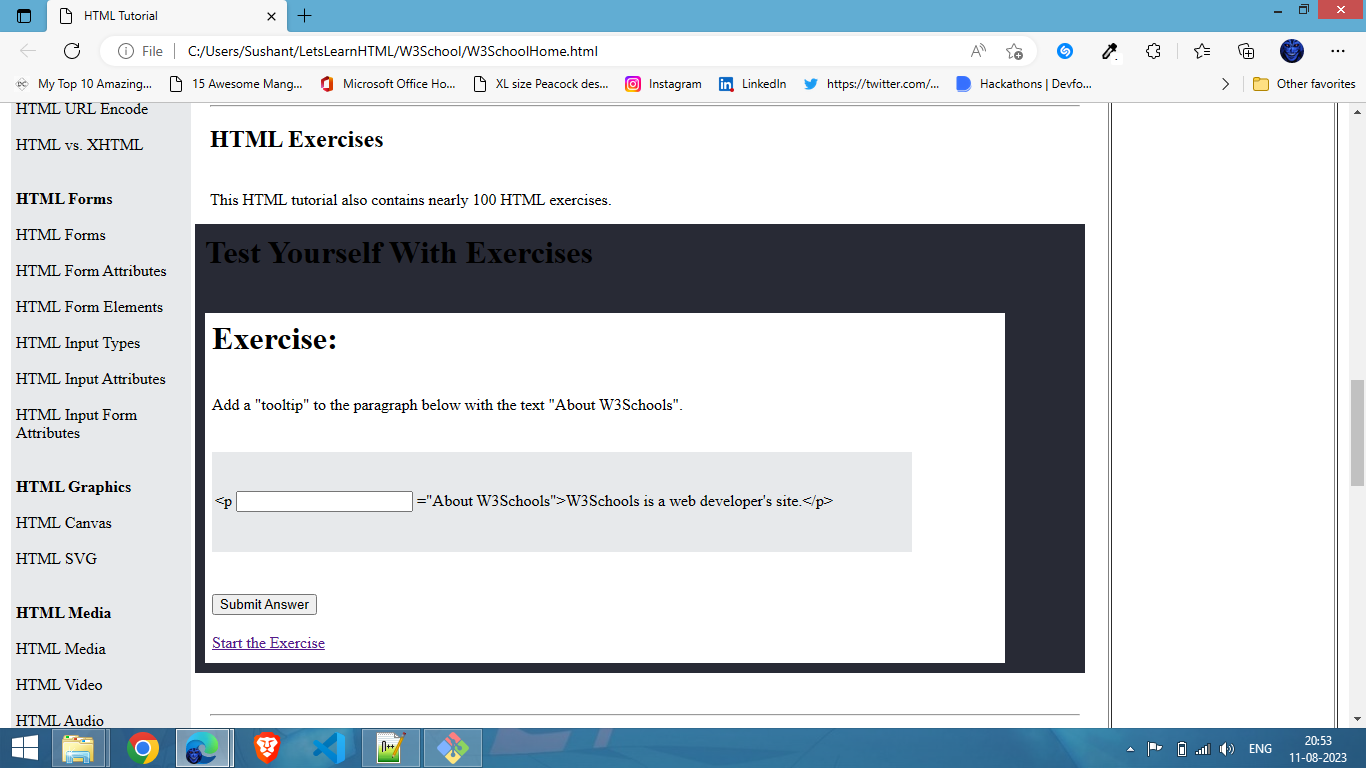 HTML Tutorial
File
C:/Users/Sushant/LetsLearnHTML/W3School/W3SchoolHome.html
My Top 10 Amazing...
15 Awesome Mang...
Microsoft Office Ho...
XL size Peacock des...
Instagram
LinkedIn
https://twitter.com/...
Hackathons | Devfo...
Other favorites
HTML URL Encode
HTML vs. XHTML
HTML Forms
HTML Forms
HTML Form Attributes
HTML Form Elements
HTML Input Types
HTML Input Attributes
HTML Input Form
Attributes
HTML Graphics
HTML Canvas
HTML SVG
HTML Media
HTML Media
HTML Video
HTML Audio
HTML Exercises
This HTML tutorial also contains nearly 100 HTML exercises.
Test Yourself With Exercises
Exercise:
Add a "tooltip" to the paragraph below with the text "About W3Schools".
<p ="About W3Schools">W3Schools is a web developer's site.</p>
Submit Answer
Start the Exercise
ENG
20:53
11-08-2023